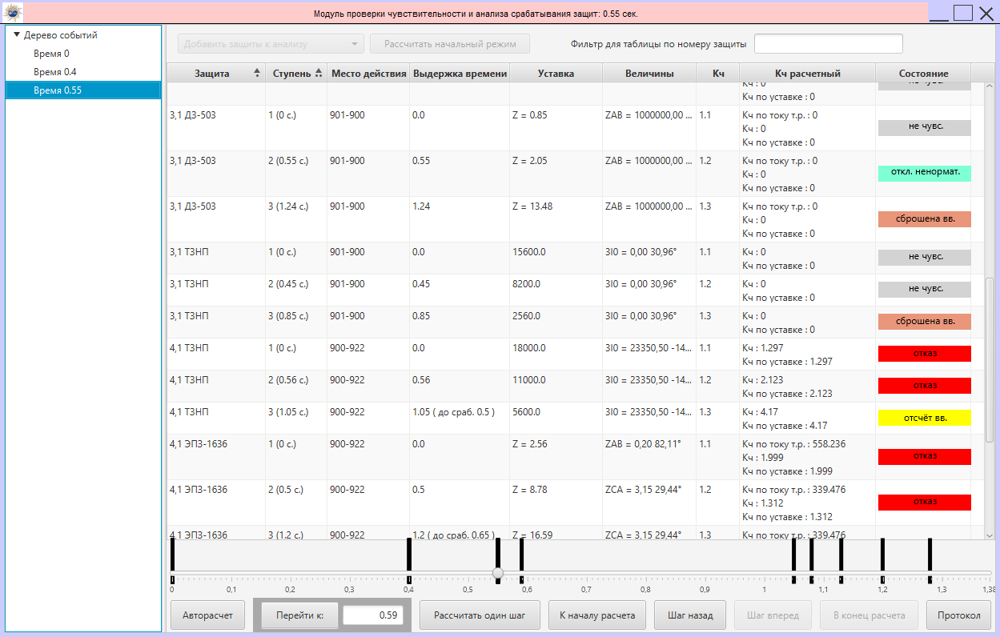 Модуль проверки чувствительности и анализа срабатывания защит: 0.55 сек.
Дерево событий
Время 0
Время 0.4
Время 0.55
Добавить защиты к анализу
Рассчитать начальный режим
Фильтр для таблицы по номеру защиты
Защита Ступень Место действия Выдержка времени Уставка Величины Кч Кч расчетный Состояние
Кч : 0
не чувс.
Кч по уставке : 0
3,1 ДЗ-503 1 (0 с.) 901-900 0.0 Z = 0.85 ZAB = 1000000,00 ... 1.1 Кч по току т.р. : 0
Кч : 0
не чувс.
Кч по уставке : 0
3,1 ДЗ-503 2 (0.55 с.) 901-900 0.55 Z = 2.05 ZAB = 1000000,00 ... 1.2 Кч по току т.р. : 0
Кч : 0
откл. ненормат.
Кч по уставке : 0
3,1 ДЗ-503 3 (1.24 с.) 901-900 1.24 Z = 13.48 ZAB = 1000000,00 ... 1.3 Кч по току т.р. : 0
Кч : 0
сброшена вв.
Кч по уставке : 0
3,1 ТЗНП 1 (0 с.) 901-900 0.0 15600.0 3I0 = 0,00 30,96° 1.1 Кч : 0
не чувс.
Кч по уставке : 0
3,1 ТЗНП 2 (0.45 с.) 901-900 0.45 8200.0 3I0 = 0,00 30,96° 1.2 Кч : 0
не чувс.
Кч по уставке : 0
3,1 ТЗНП 3 (0.85 с.) 901-900 0.85 2560.0 3I0 = 0,00 30,96° 1.3 Кч : 0
сброшена вв.
Кч по уставке : 0
4,1 ТЗНП 1 (0 с.) 900-922 0.0 18000.0 3I0 = 23350,50 -14... 1.1 Кч : 1.297
отказ
Кч по уставке : 1.297
4,1 ТЗНП 2 (0.56 с.) 900-922 0.56 11000.0 3I0 = 23350,50 -14... 1.2 Кч : 2.123
отказ
Кч по уставке : 2.123
4,1 ТЗНП 3 (1.05 с.) 900-922 1.05 ( до сраб. 0.5 ) 5600.0 3I0 = 23350,50 -14... 1.3 Кч : 4.17
отсчёт вв.
Кч по уставке : 4.17
4,1 ЭПЗ-1636 1 (0 с.) 900-922 0.0 Z = 2.56 ZAB = 0,20 82,11° 1.1 Кч по току т.р. : 558.236
Кч : 1.999
отказ
Кч по уставке : 1.999
4,1 ЭПЗ-1636 2 (0.5 с.) 900-922 0.5 Z = 8.78 ZCA = 3,15 29,44° 1.2 Кч по току т.р. : 339.476
Кч : 1.312
отказ
Кч по уставке : 1.312
4,1 ЭПЗ-1636 3 (1.2 с.) 900-922 1.2 ( до сраб. 0.65 ) Z = 16.59 ZCA = 3,15 29,44° 1.3 Кч по току т.р. : 339.476
0 0,1 0,2 0,3 0,4 0,5 0,6 0,7 0,8 0,9 1 1,1 1,2 1,3 1,38
Авторасчет Перейти к: 0.59 Рассчитать один шаг К началу расчета Шаг назад Шаг вперед В конец расчета Протокол